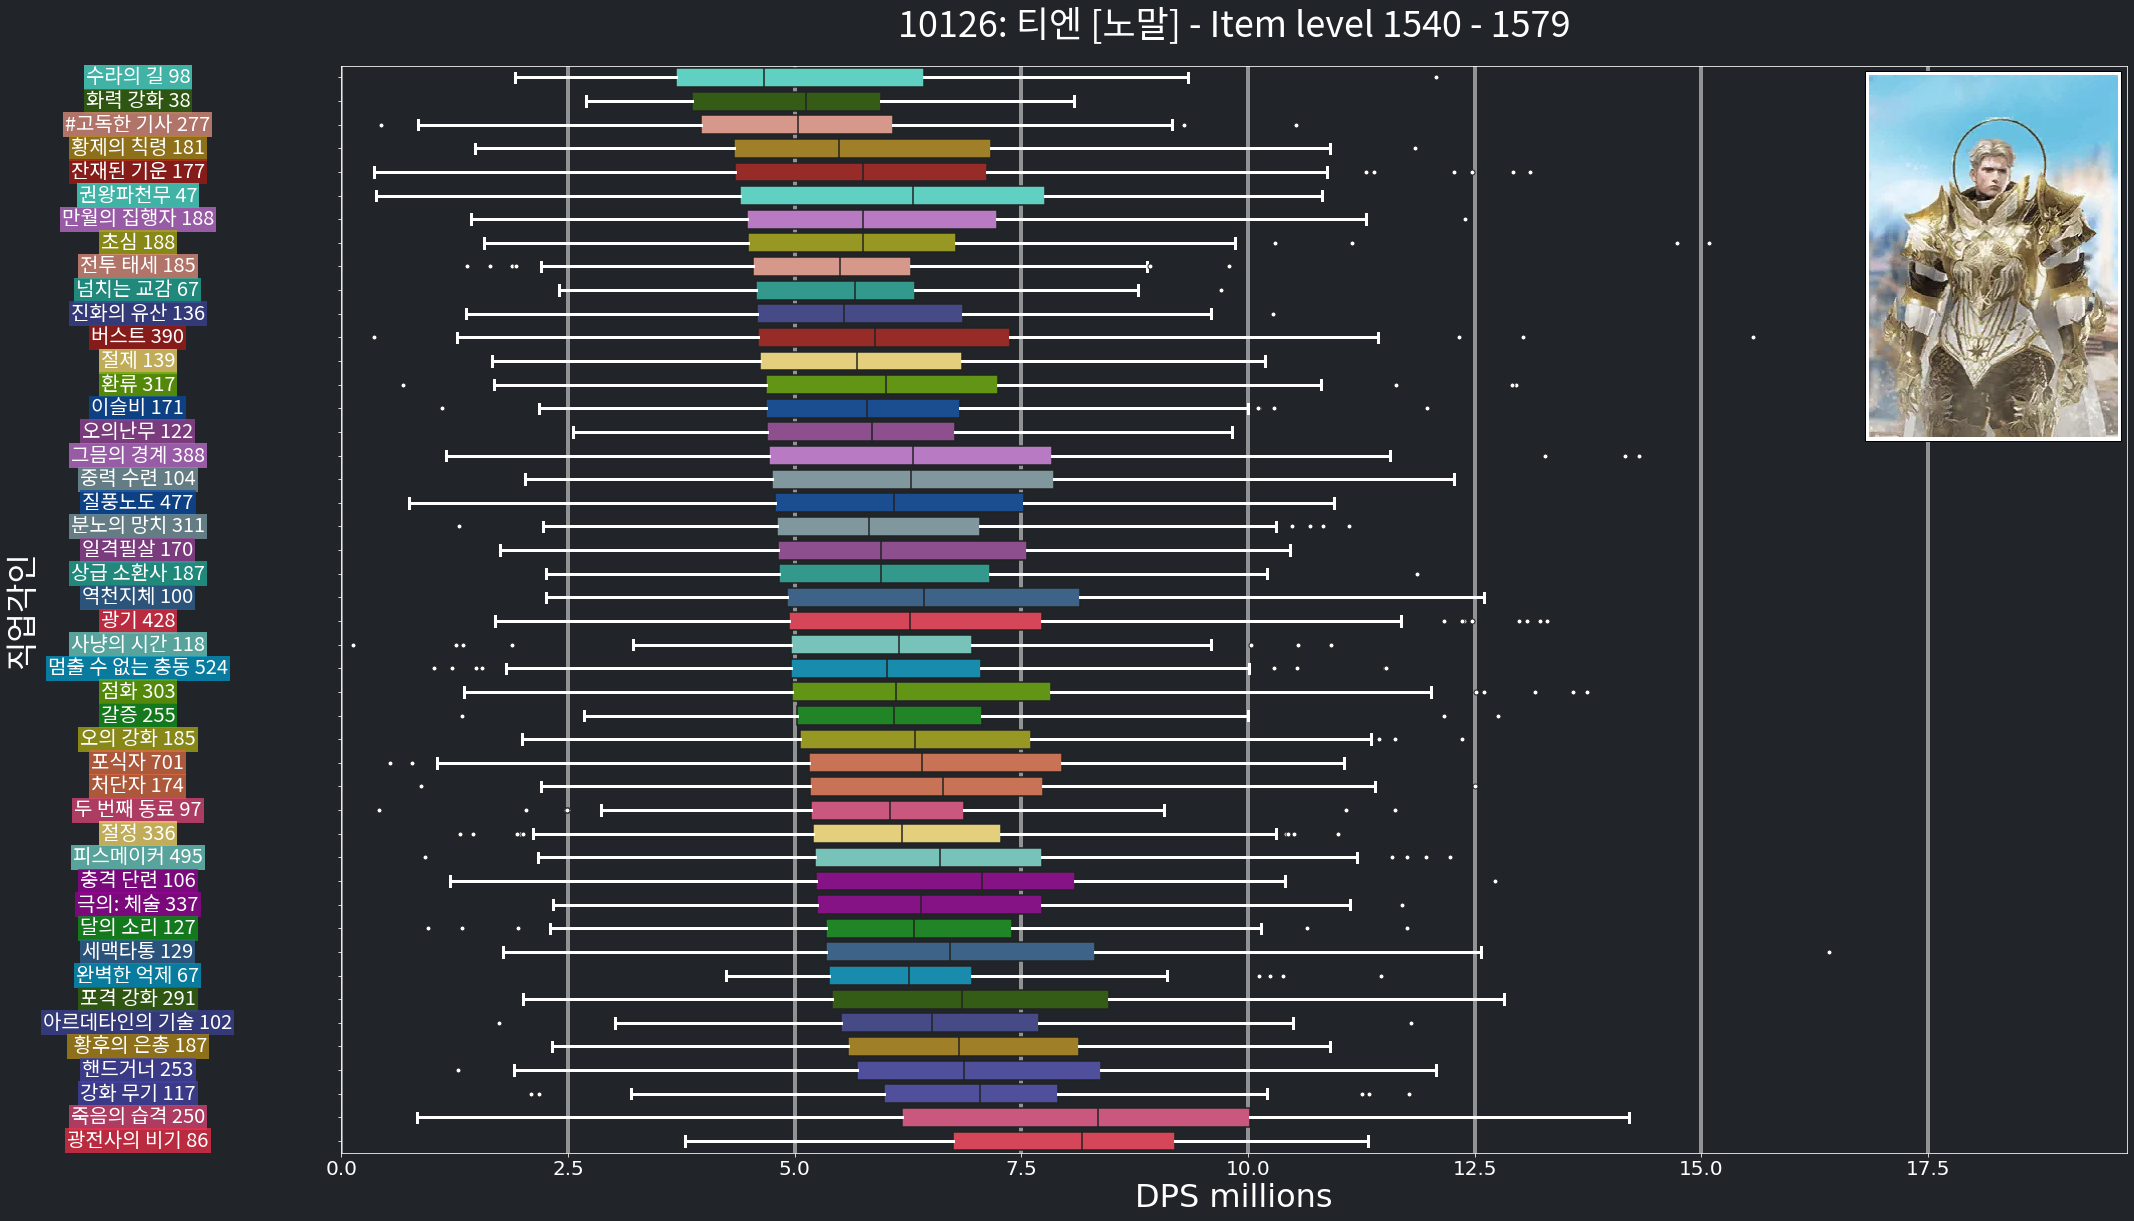 10126: 티엔 [노말] - Item level 1540 - 1579
직업각인
수라의 길 98
화력 강화 38
#고독한 기사 277
황제의 칙령 181
잔재된 기운 177
권왕파천무 47
만월의 집행자 188
초심 188
전투 태세 185
넘치는 교감 67
진화의 유산 136
버스트 390
절제 139
환류 317
이슬비 171
오의난무 122
그믐의 경계 388
중력 수련 104
질풍노도 477
분노의 망치 311
일격필살 170
상급 소환사 187
역천지체 100
광기 428
사냥의 시간 118
멈출 수 없는 충동 524
점화 303
갈증 255
오의 강화 185
포식자 701
처단자 174
두 번째 동료 97
절정 336
피스메이커 495
충격 단련 106
극의: 체술 337
달의 소리 127
세맥타통 129
완벽한 억제 67
포격 강화 291
아르데타인의 기술 102
황후의 은총 187
핸드거너 253
강화 무기 117
죽음의 습격 250
광전사의 비기 86
0.0 2.5 5.0 7.5 10.0 12.5 15.0 17.5
DPS millions